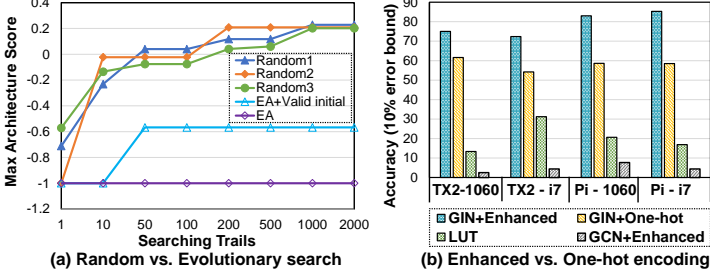 Max Architecture Score
0.4
0.2
0
-0.2
-0.4
-0.6
-0.8
-1
-1.2
Random1
Random2
Random3
EA+Valid initial
EA
1 10 50 100 200 500 1000 2000
Searching Trails
(a) Random vs. Evolutionary search
Accuracy (10% error bound)
90
80
70
60
50
40
30
20
10
0
TX2-1060 TX2 - i7 Pi - 1060 Pi - i7
GIN+Enhanced GIN+One-hot
LUT GCN+Enhanced
(b) Enhanced vs. One-hot encoding